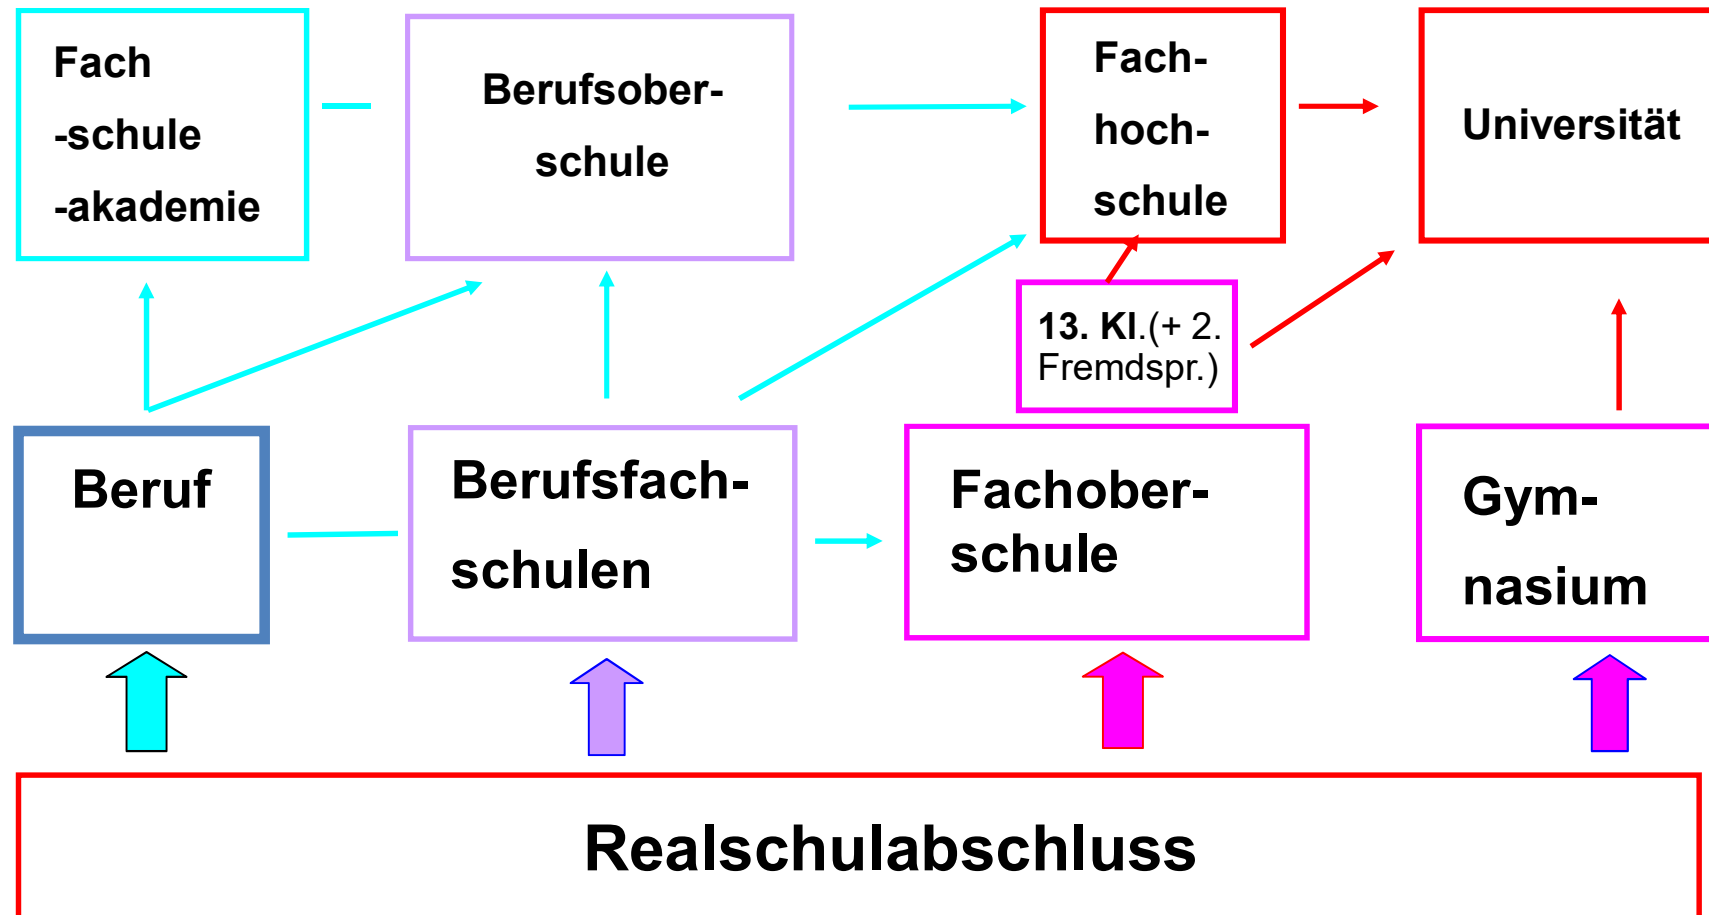 Fach
-schule
-akademie
Berufsober-
schule
Fach-
hoch-
schule
Universität
13. Kl.(+ 2.
Fremdspr.)
Beruf
Berufsfach-
schulen
Fachober-
schule
Gym-
nasium
Realschulabschluss